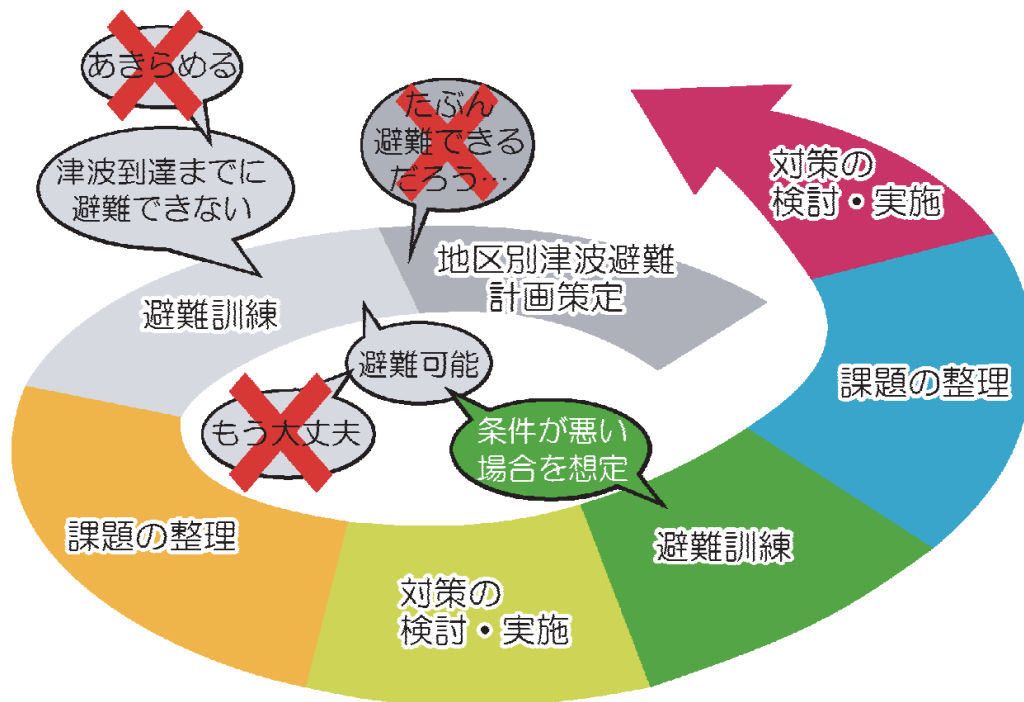 あきらめる
津波到達までに
避難できない
たぶん
避難できる
だろう…
地区別津波避難
計画策定
避難訓練
避難可能
もう大丈夫
条件が悪い
場合を想定
課題の整理
対策の
検討・実施
避難訓練
課題の整理
対策の
検討・実施